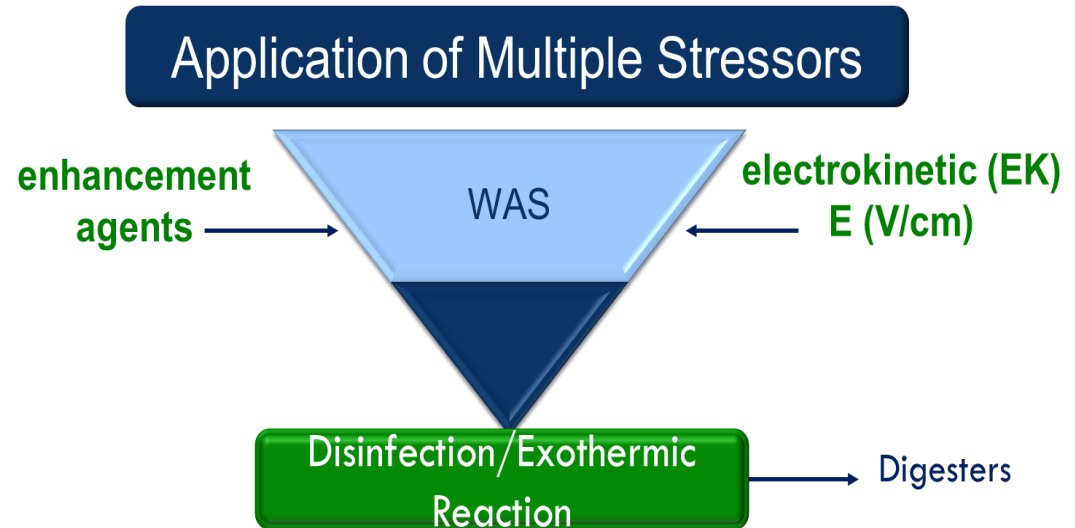 Application of Multiple Stressors
enhancement
agents
WAS
electrokinetic (EK)
E (V/cm)
Disinfection/Exothermic
Reaction
Digesters